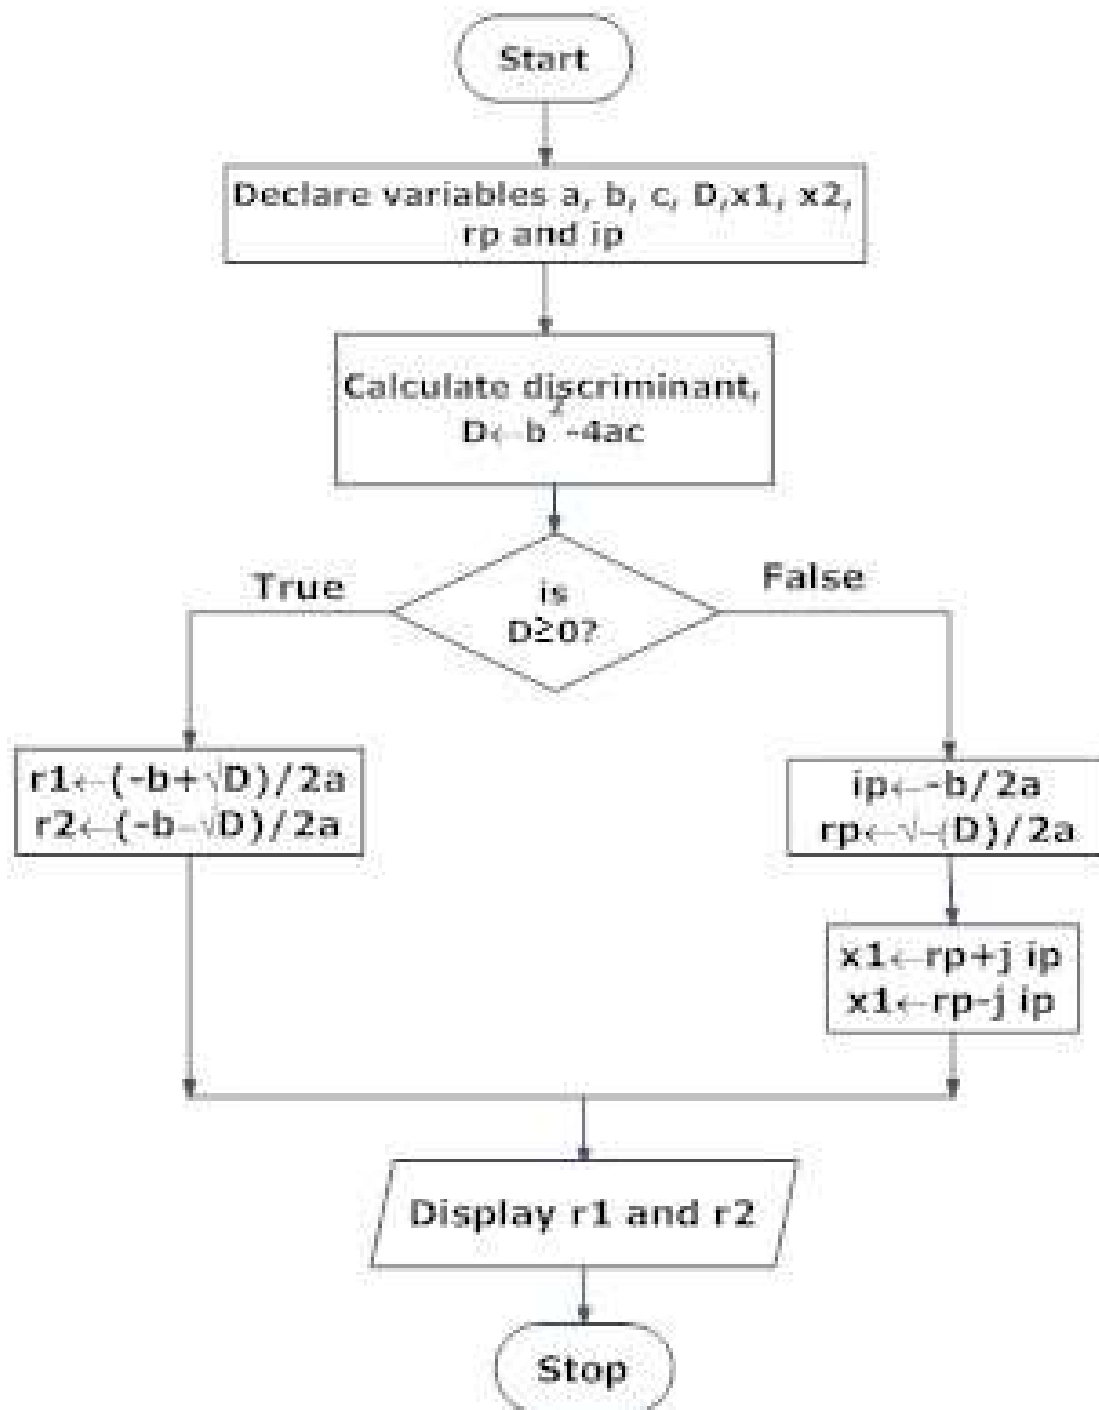 Start
Declare variables a, b, c, D,x1, x2,
rp and ip
Calculate discriminant,
D←b²-4ac
True
is
D≥0?
False
r1←(-b+√D)/2a
r2←(-b-√D)/2a
ip←-b/2a
rp←√-(D)/2a
x1←rp+j ip
x1←rp-j ip
Display r1 and r2
Stop